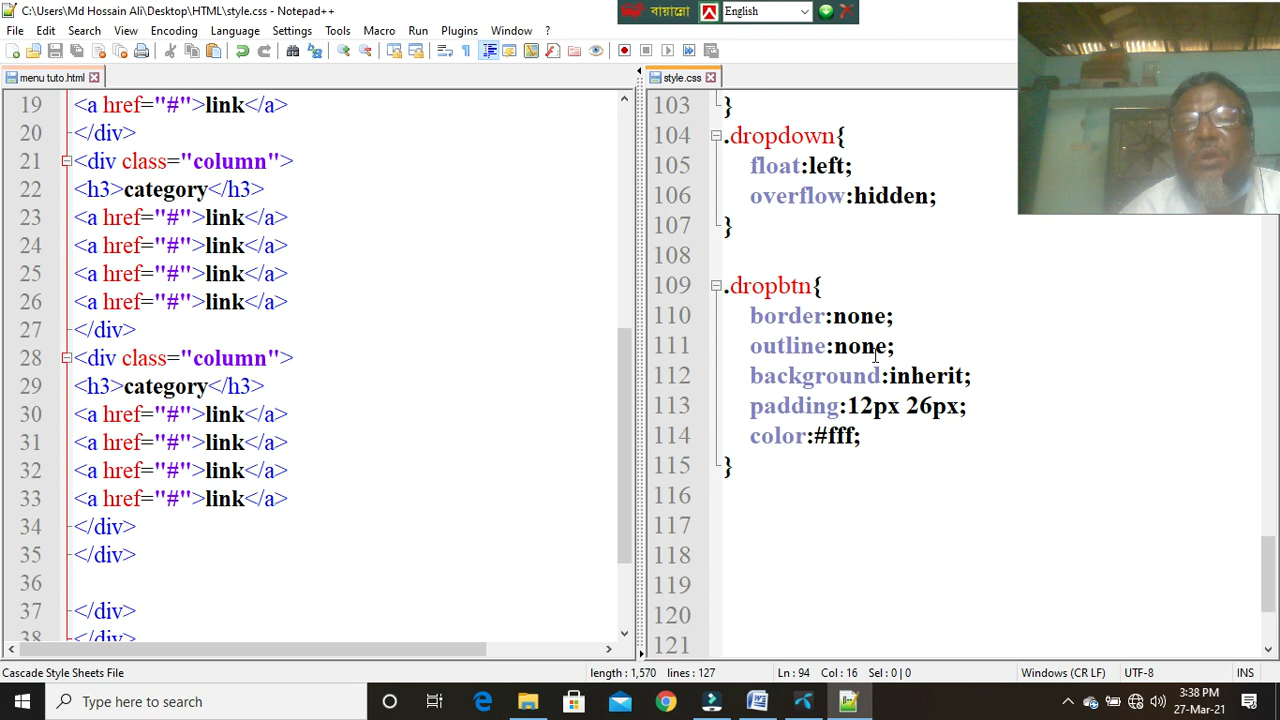 C:\Users\Md Hossain Ali\Desktop\HTML\style.css - Notepad++
বায়ান্নো
English
File Edit Search View Encoding Language Settings Tools Macro Run Plugins Window ?
menu tuto.html
style.css
19 <a href="#">link</a>
20 </div>
21 <div class="column">
22 <h3>category</h3>
23 <a href="#">link</a>
24 <a href="#">link</a>
25 <a href="#">link</a>
26 <a href="#">link</a>
27 </div>
28 <div class="column">
29 <h3>category</h3>
30 <a href="#">link</a>
31 <a href="#">link</a>
32 <a href="#">link</a>
33 <a href="#">link</a>
34 </div>
35 </div>
36
37 </div>
38 </div>
103 }
104 .dropdown{
105 float:left;
106 overflow:hidden;
107 }
108
109 .dropbtn{
110 border:none;
111 outline:none;
112 background:inherit;
113 padding:12px 26px;
114 color:#fff;
115 }
116
117
118
119
120
121
Cascade Style Sheets File
length : 1,570 lines : 127
Ln : 94 Col : 16 Sel : 0 | 0
Windows (CR LF)
UTF-8
INS
Type here to search
3:38 PM
27-Mar-21